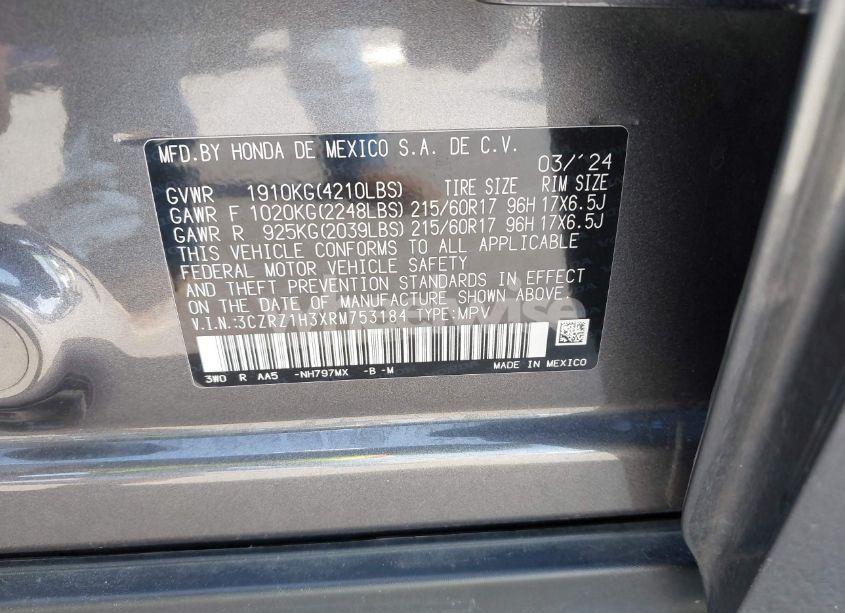 MFD.BY HONDA DE MEXICO S.A. DE C.V.
03/'24
GVWR 1910KG(4210LBS) TIRE SIZE RIM SIZE
GAWR F 1020KG(2248LBS) 215/60R17 96H 17X6.5J
GAWR R 925KG(2039LBS) 215/60R17 96H 17X6.5J
THIS VEHICLE CONFORMS TO ALL APPLICABLE
FEDERAL MOTOR VEHICLE SAFETY
AND THEFT PREVENTION STANDARDS IN EFFECT
ON THE DATE OF MANUFACTURE SHOWN ABOVE.
V.I.N.:3CZRZ1H3XRM753184 TYPE:MPV
3W0 R AA5 -NH797MX -B -M MADE IN MEXICO